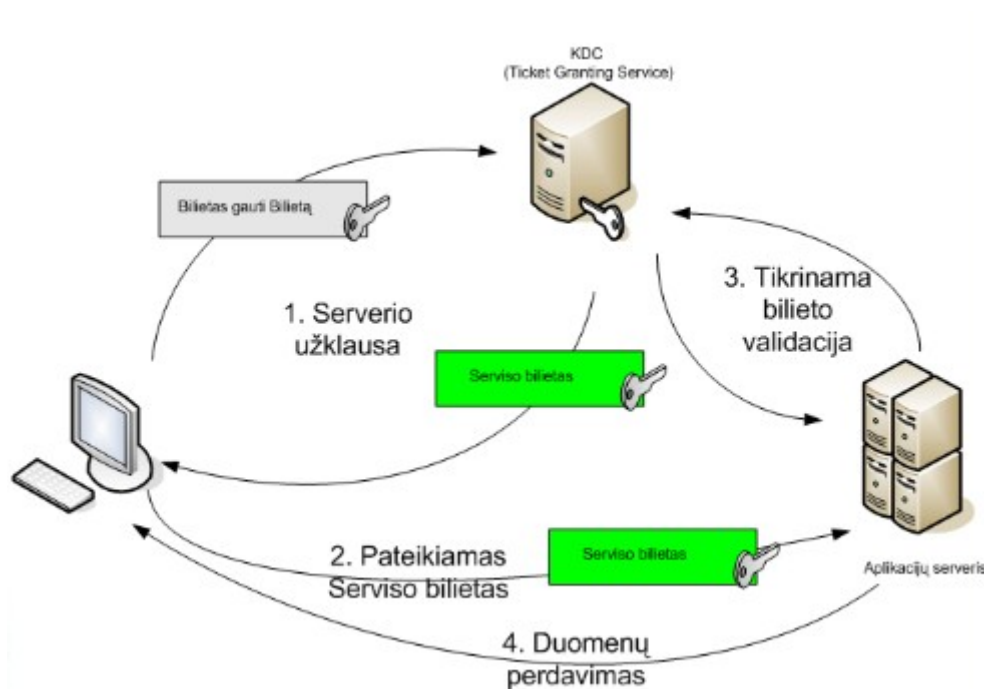 KDC
(Ticket Granting Service)
Bilietas gauti Bilietą
1. Serverio
užklausa
3. Tikrinama
bilieto
validacija
Serviso bilietas
2. Pateikiamas
Serviso bilietas
Serviso bilietas
Aplikacijų serveris
4. Duomenų
perdavimas